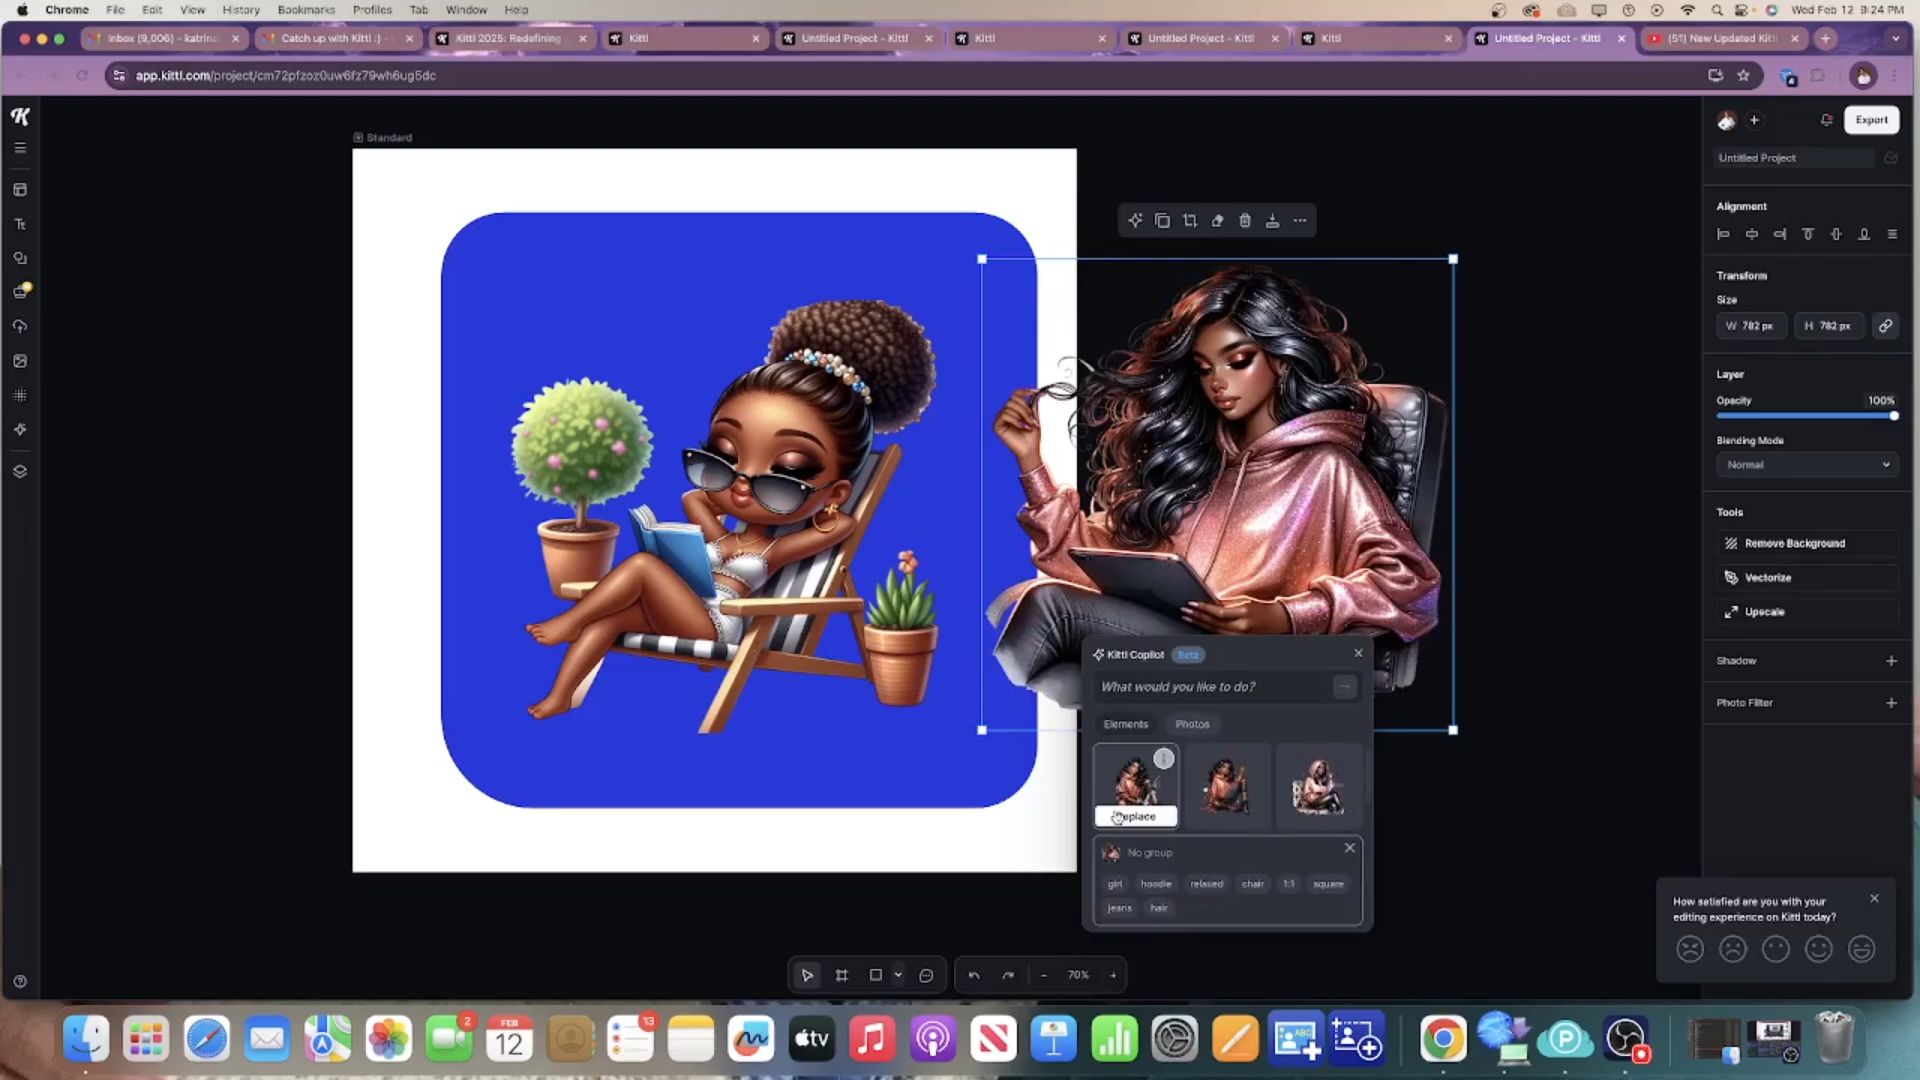 Chrome File Edit View History Bookmarks Profiles Tab Window Help
Wed Feb 12 9:24 PM
Inbox (9,006) - katrina
Catch up with Kittl :) -
Kittl 2025: Redefining
Kittl
Untitled Project - Kittl
Kittl
Untitled Project - Kittl
Kittl
Untitled Project - Kittl
(51) New Updated Kittl
app.kittl.com/project/cm72pfzoz0uw6fz79wh6ug5dc
Standard
Export
Untitled Project
Alignment
Transform
Size
W 782 px H 782 px
Layer
Opacity 100%
Blending Mode
Normal
Tools
Remove Background
Vectorize
Upscale
Shadow
Photo Filter
Kittl Copilot Beta
What would you like to do?
Elements Photos
No group
girl hoodie relaxed chair 1:1 square
jeans hair
How satisfied are you with your
editing experience on Kittl today?
70%
2
FEB
12
13
tv
ABC
P